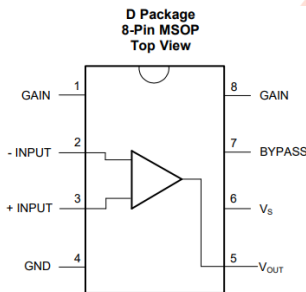 D Package
8-Pin MSOP
Top View
GAIN 1
8 GAIN
- INPUT 2
7 BYPASS
+ INPUT 3
6 VS
GND 4
5 VOUT